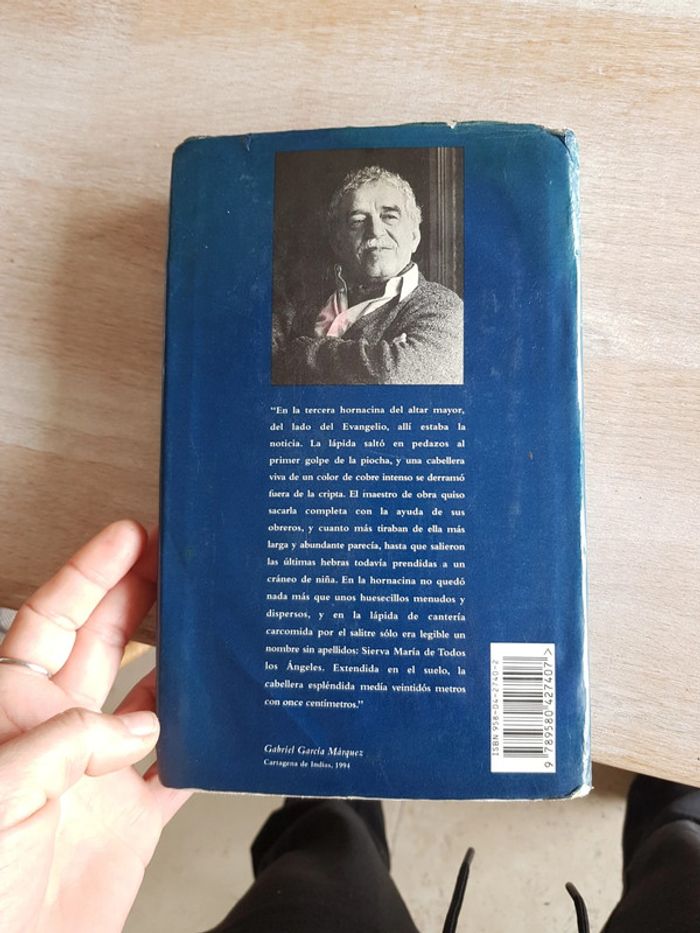 “En la tercera hornacina del altar mayor,
del lado del Evangelio, allí estaba la
noticia. La lápida saltó en pedazos al
primer golpe de la piocha, y una cabellera
viva de un color de cobre intenso se derramó
fuera de la cripta. El maestro de obra quiso
sacarla completa con la ayuda de sus
obreros, y cuanto más tiraban de ella más
larga y abundante parecía, hasta que salieron
las últimas hebras todavía prendidas a un
cráneo de niña. En la hornacina no quedó
nada más que unos huesecillos menudos y
dispersos, y en la lápida de cantería
carcomida por el salitre sólo era legible un
nombre sin apellidos: Sierva María de Todos
los Ángeles. Extendida en el suelo, la
cabellera espléndida medía veintidós metros
con once centímetros.”
Gabriel García Márquez
Cartagena de Indias, 1994
ISBN 958-04-2740-2
9 789580 427407 >